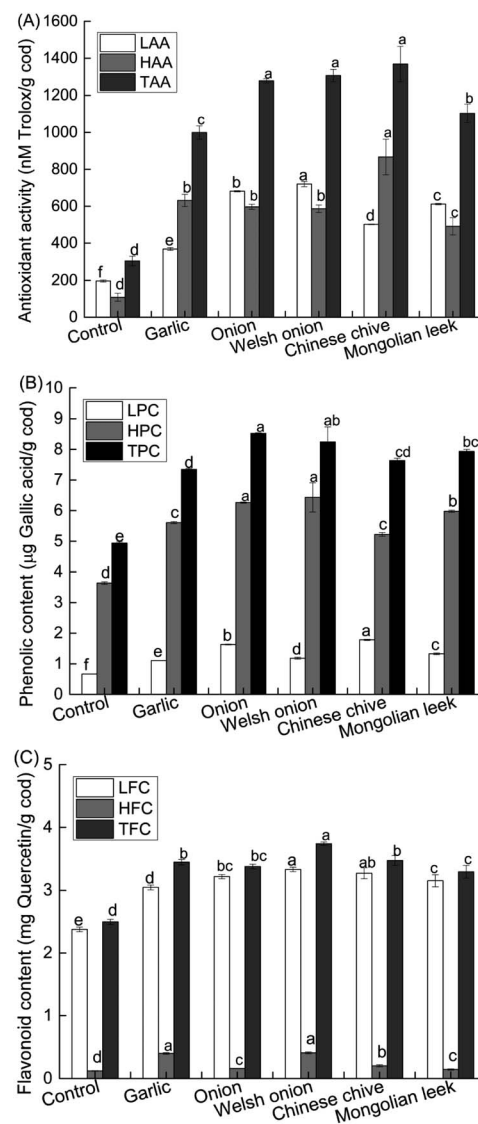 (A)
1600
1400
1200
1000
800
600
400
200
0
Antioxidant activity (nM Trolox/g cod)
LAA
HAA
TAA
f d d
e b c
b b a
a b a
d a a
b c b
Control
Garlic
Onion
Welsh onion
Chinese chive
Mongolian leek
(B)
10
9
8
7
6
5
4
3
2
1
0
Phenolic content (μg Gallic acid/g cod)
LPC
HPC
TPC
f d e
e c d
b a a
d a ab
a c cd
c b bc
Control
Garlic
Onion
Welsh onion
Chinese chive
Mongolian leek
(C)
5
4
3
2
1
0
Flavonoid content (mg Quercetin/g cod)
LFC
HFC
TFC
e d d
d a b
bc c bc
a a a
ab b b
c c c
Control
Garlic
Onion
Welsh onion
Chinese chive
Mongolian leek